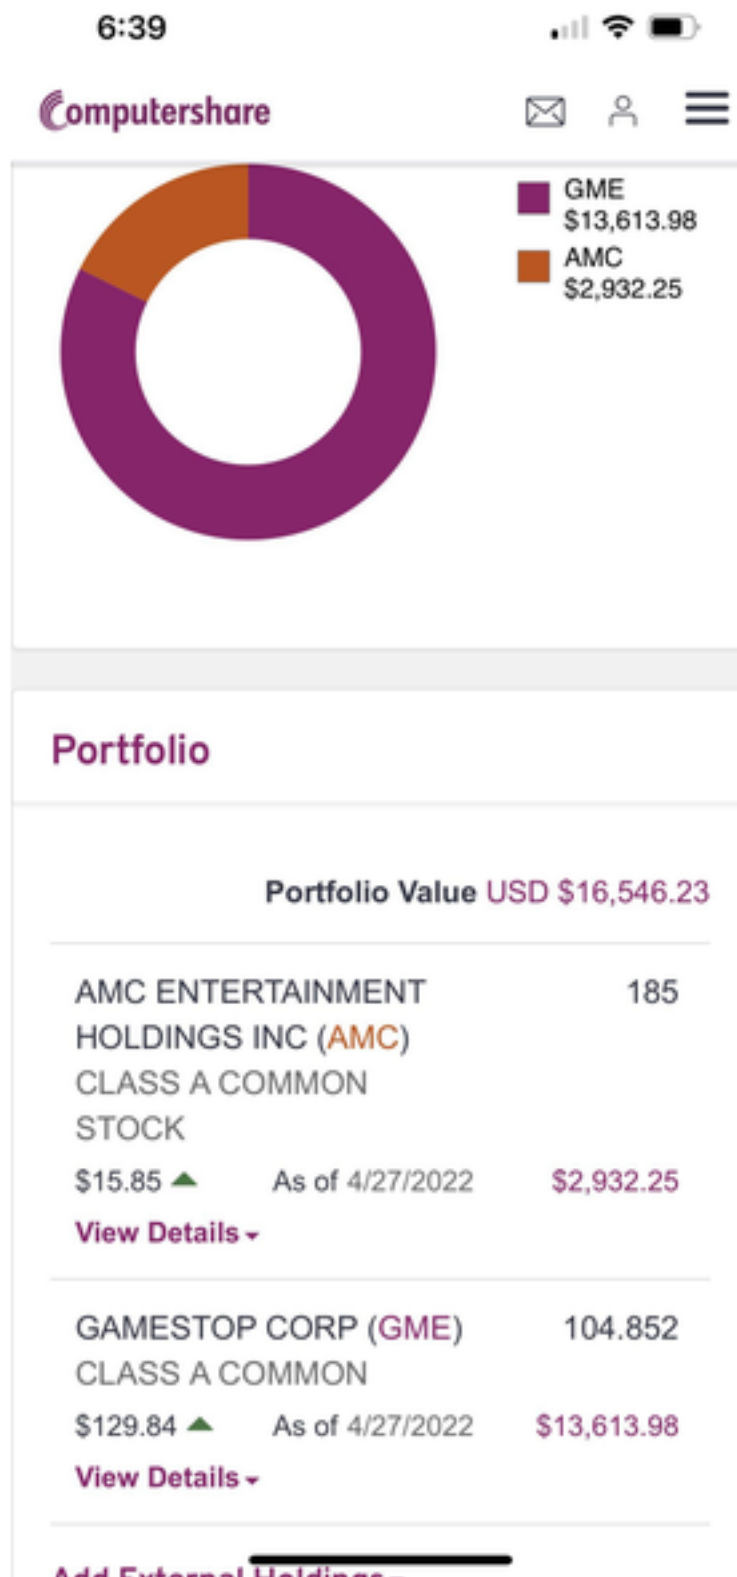 6:39
Computershare
GME
$13,613.98
AMC
$2,932.25
Portfolio
Portfolio Value USD $16,546.23
AMC ENTERTAINMENT 185
HOLDINGS INC (AMC)
CLASS A COMMON
STOCK
$15.85 As of 4/27/2022 $2,932.25
View Details
GAMESTOP CORP (GME) 104.852
CLASS A COMMON
$129.84 As of 4/27/2022 $13,613.98
View Details
Add External Holdings